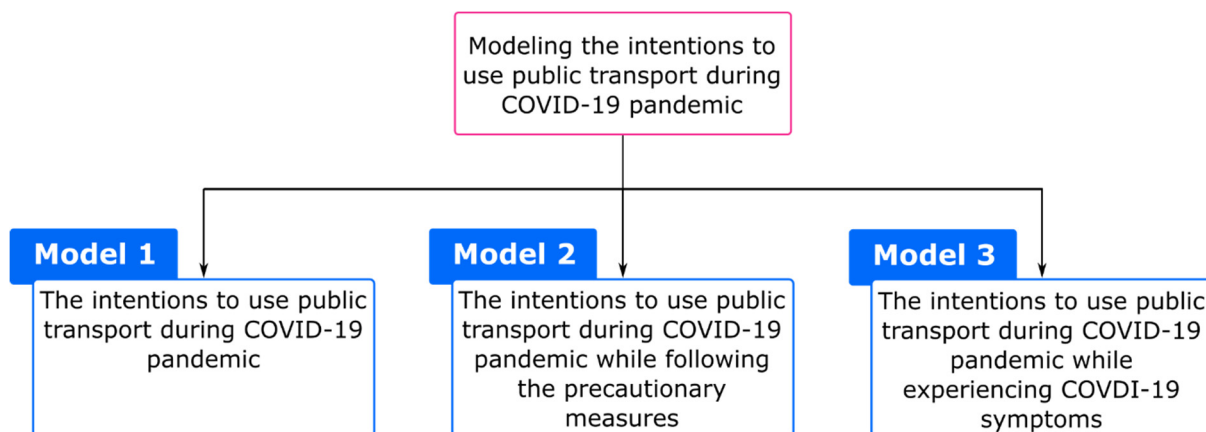 Modeling the intentions to
use public transport during
COVID-19 pandemic
Model 1
The intentions to use public
transport during COVID-19
pandemic
Model 2
The intentions to use public
transport during COVID-19
pandemic while following
the precautionary
measures
Model 3
The intentions to use public
transport during COVID-19
pandemic while
experiencing COVDI-19
symptoms